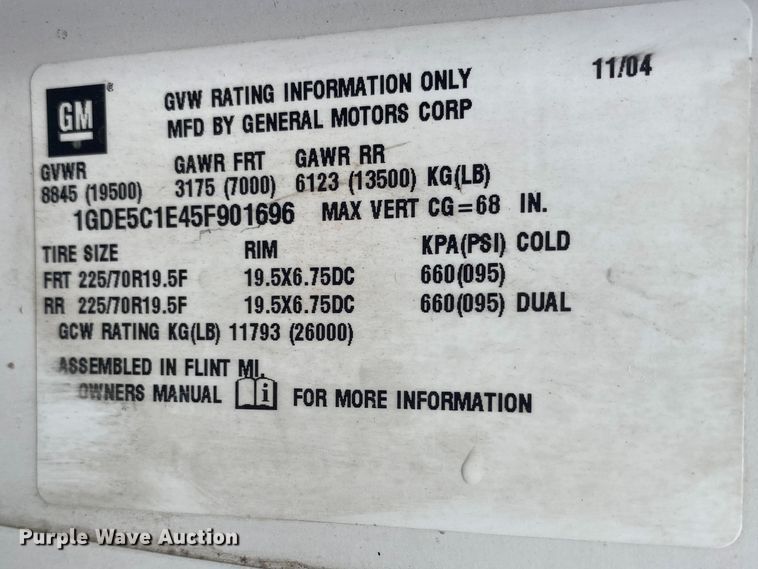 GM ®
11/04
GVW RATING INFORMATION ONLY
MFD BY GENERAL MOTORS CORP
GVWR GAWR FRT GAWR RR
8845 (19500) 3175 (7000) 6123 (13500) KG(LB)
1GDE5C1E45F901696 MAX VERT CG=68 IN.
TIRE SIZE RIM KPA(PSI) COLD
FRT 225/70R19.5F 19.5X6.75DC 660(095)
RR 225/70R19.5F 19.5X6.75DC 660(095) DUAL
GCW RATING KG(LB) 11793 (26000)
ASSEMBLED IN FLINT MI.
OWNERS MANUAL i FOR MORE INFORMATION
Purple Wave Auction